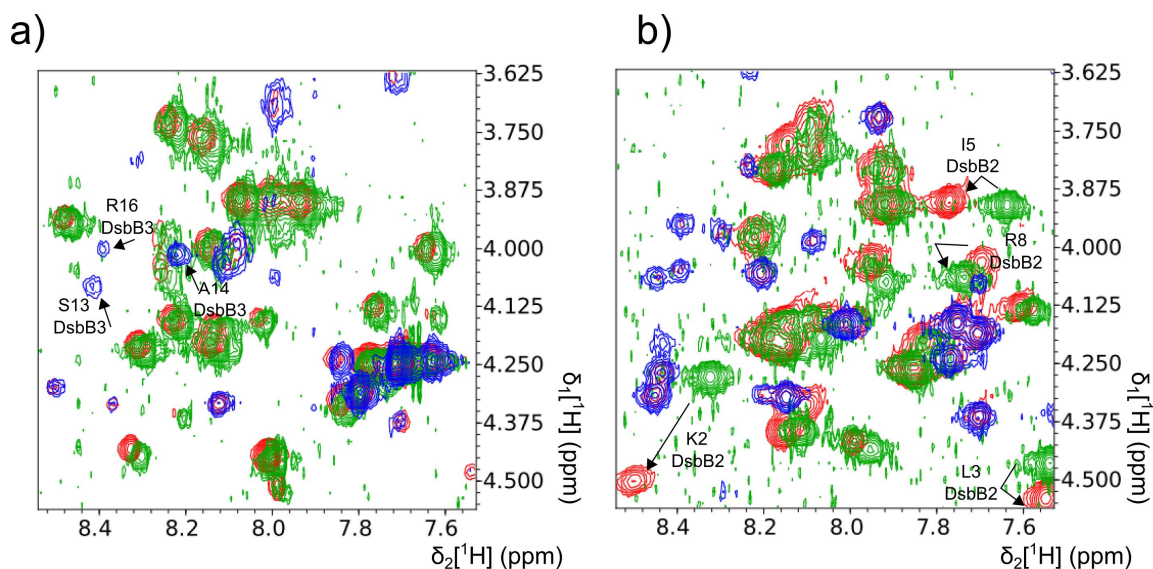 a)
b)
3.625
3.750
3.875
4.000
4.125
4.250
4.375
4.500
δ₁[¹H] (ppm)
8.4
8.2
8.0
7.8
7.6
δ₂[¹H] (ppm)
R16
DsbB3
S13
DsbB3
A14
DsbB3
3.625
3.750
3.875
4.000
4.125
4.250
4.375
4.500
δ₁[¹H] (ppm)
8.4
8.2
8.0
7.8
7.6
δ₂[¹H] (ppm)
I5
DsbB2
R8
DsbB2
K2
DsbB2
L3
DsbB2